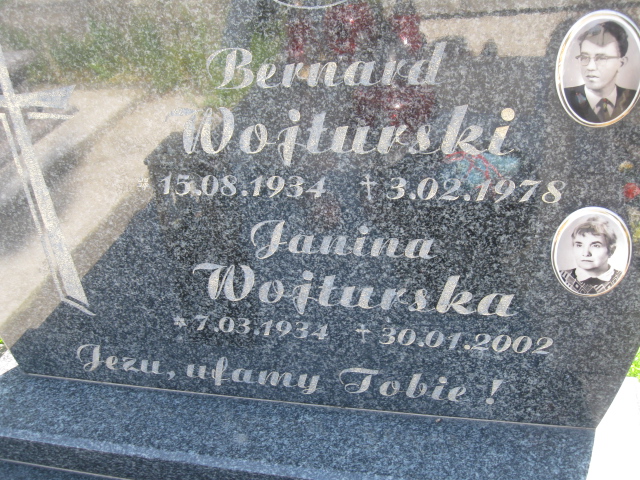 Bernard
Wojturski
* 15.08.1934 † 3.02.1978
Janina
Wojturska
* 7.03.1934 † 30.01.2002
Jezu, ufamy Tobie!